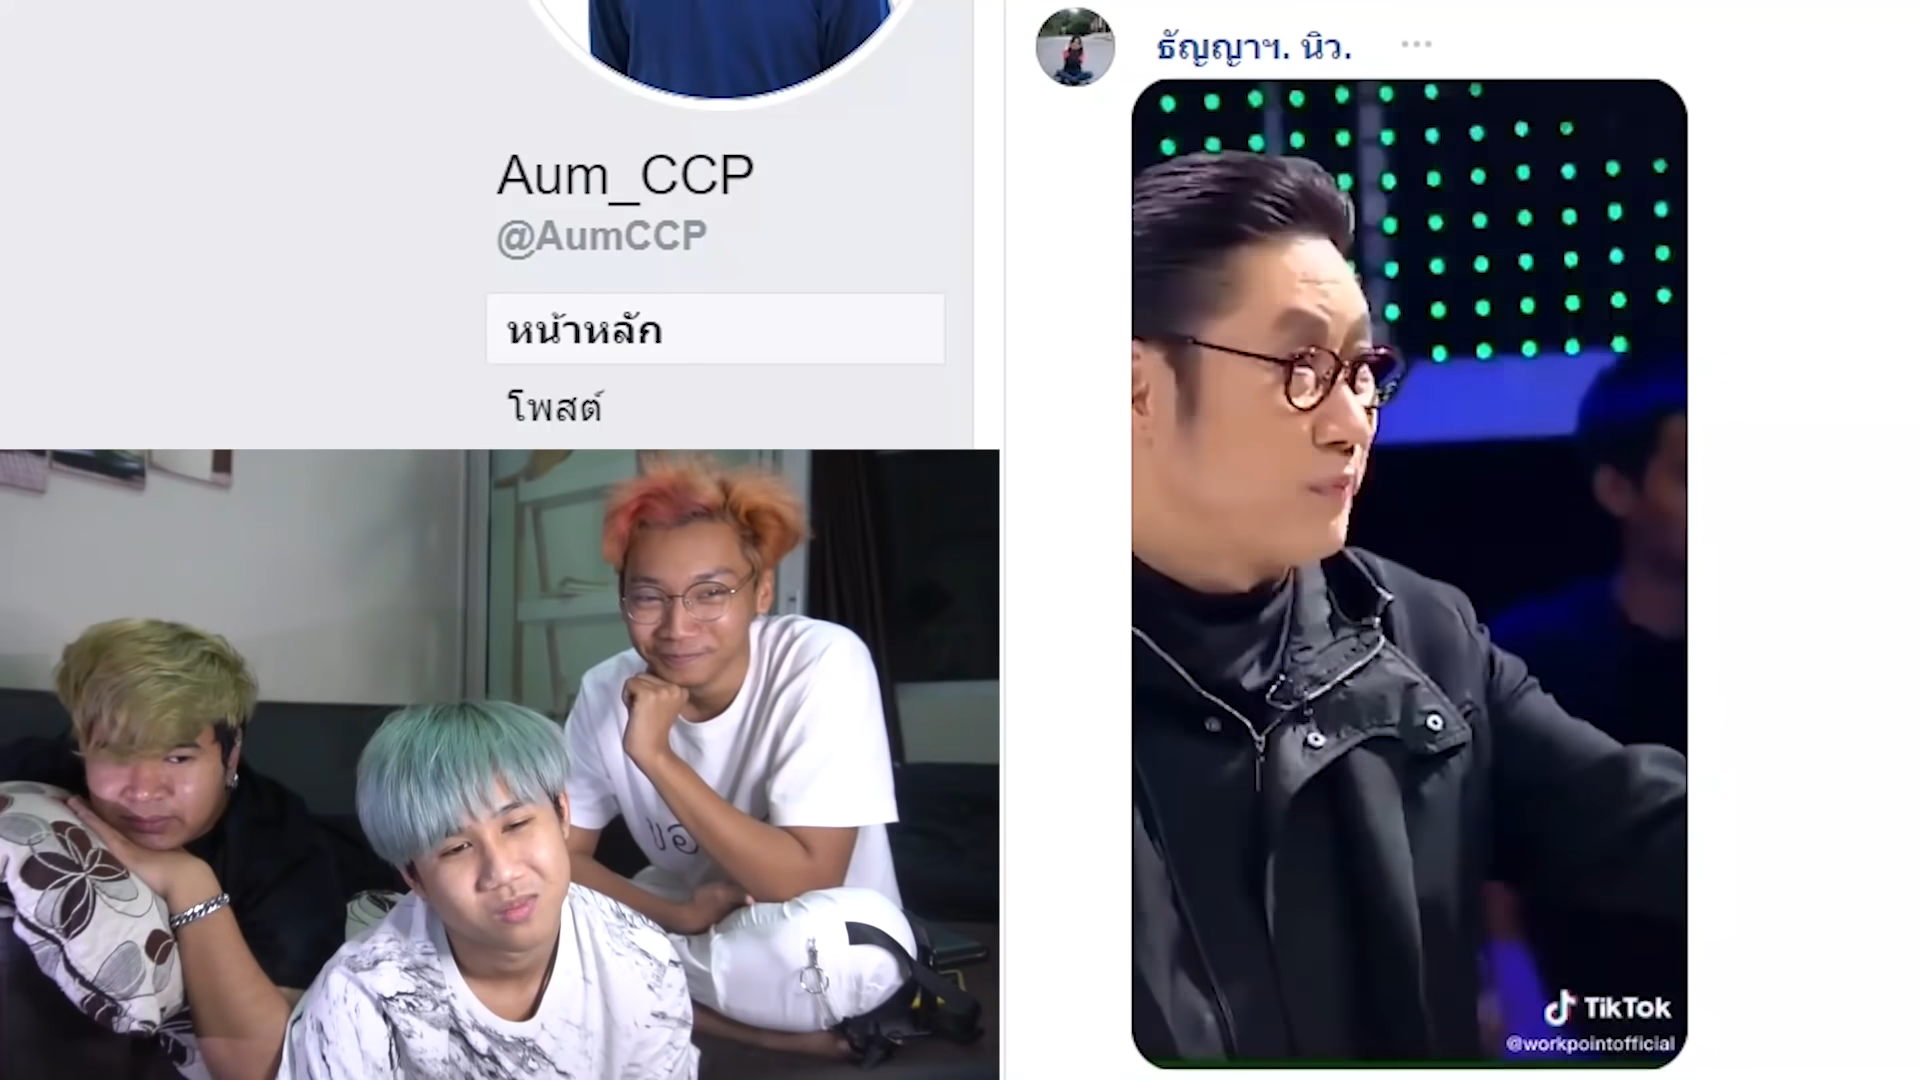 Aum_CCP
@AumCCP
หน้าหลัก
โพสต์
ธัญญาฯ. นิว.
TikTok
@workpointofficial